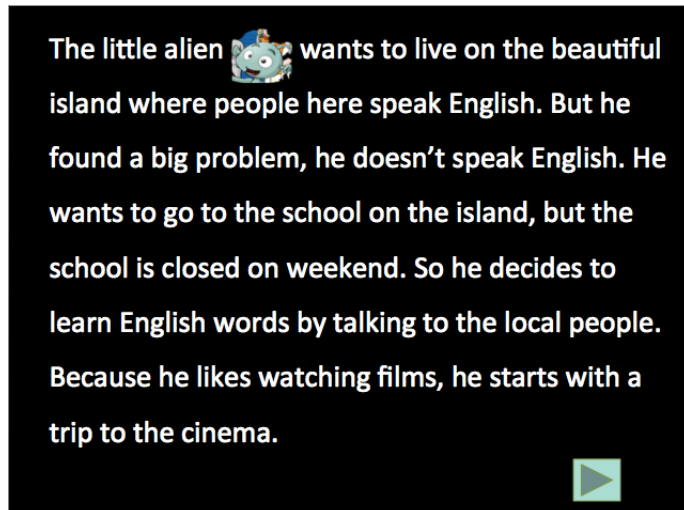 The little alien wants to live on the beautiful
island where people here speak English. But he
found a big problem, he doesn’t speak English. He
wants to go to the school on the island, but the
school is closed on weekend. So he decides to
learn English words by talking to the local people.
Because he likes watching films, he starts with a
trip to the cinema.